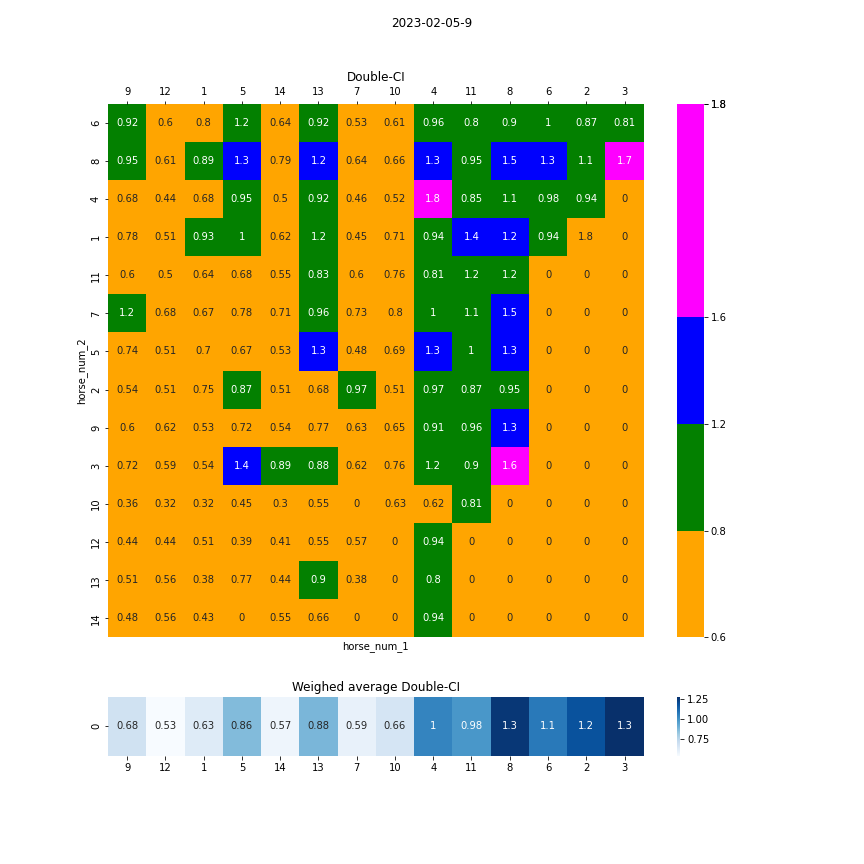 2023-02-05-9
Double-CI
9 12 1 5 14 13 7 10 4 11 8 6 2 3
6 0.92 0.6 0.8 1.2 0.64 0.92 0.53 0.61 0.96 0.8 0.9 1 0.87 0.81
8 0.95 0.61 0.89 1.3 0.79 1.2 0.64 0.66 1.3 0.95 1.5 1.3 1.1 1.7
4 0.68 0.44 0.68 0.95 0.5 0.92 0.46 0.52 1.8 0.85 1.1 0.98 0.94 0
1 0.78 0.51 0.93 1 0.62 1.2 0.45 0.71 0.94 1.4 1.2 0.94 1.8 0
11 0.6 0.5 0.64 0.68 0.55 0.83 0.6 0.76 0.81 1.2 1.2 0 0 0
7 1.2 0.68 0.67 0.78 0.71 0.96 0.73 0.8 1 1.1 1.5 0 0 0
5 0.74 0.51 0.7 0.67 0.53 1.3 0.48 0.69 1.3 1 1.3 0 0 0
2 0.54 0.51 0.75 0.87 0.51 0.68 0.97 0.51 0.97 0.87 0.95 0 0 0
9 0.6 0.62 0.53 0.72 0.54 0.77 0.63 0.65 0.91 0.96 1.3 0 0 0
3 0.72 0.59 0.54 1.4 0.89 0.88 0.62 0.76 1.2 0.9 1.6 0 0 0
10 0.36 0.32 0.32 0.45 0.3 0.55 0 0.63 0.62 0.81 0 0 0 0
12 0.44 0.44 0.51 0.39 0.41 0.55 0.57 0 0.94 0 0 0 0 0
13 0.51 0.56 0.38 0.77 0.44 0.9 0.38 0 0.8 0 0 0 0 0
14 0.48 0.56 0.43 0 0.55 0.66 0 0 0.94 0 0 0 0 0
horse_num_2
horse_num_1
1.8
1.6
1.2
0.8
0.6
Weighed average Double-CI
0 0.68 0.53 0.63 0.86 0.57 0.88 0.59 0.66 1 0.98 1.3 1.1 1.2 1.3
9 12 1 5 14 13 7 10 4 11 8 6 2 3
1.25
1.00
0.75